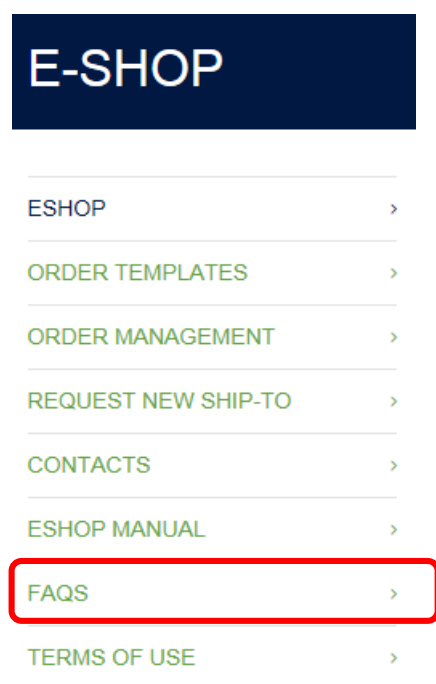 E-SHOP
ESHOP
ORDER TEMPLATES
ORDER MANAGEMENT
REQUEST NEW SHIP-TO
CONTACTS
ESHOP MANUAL
FAQS
TERMS OF USE